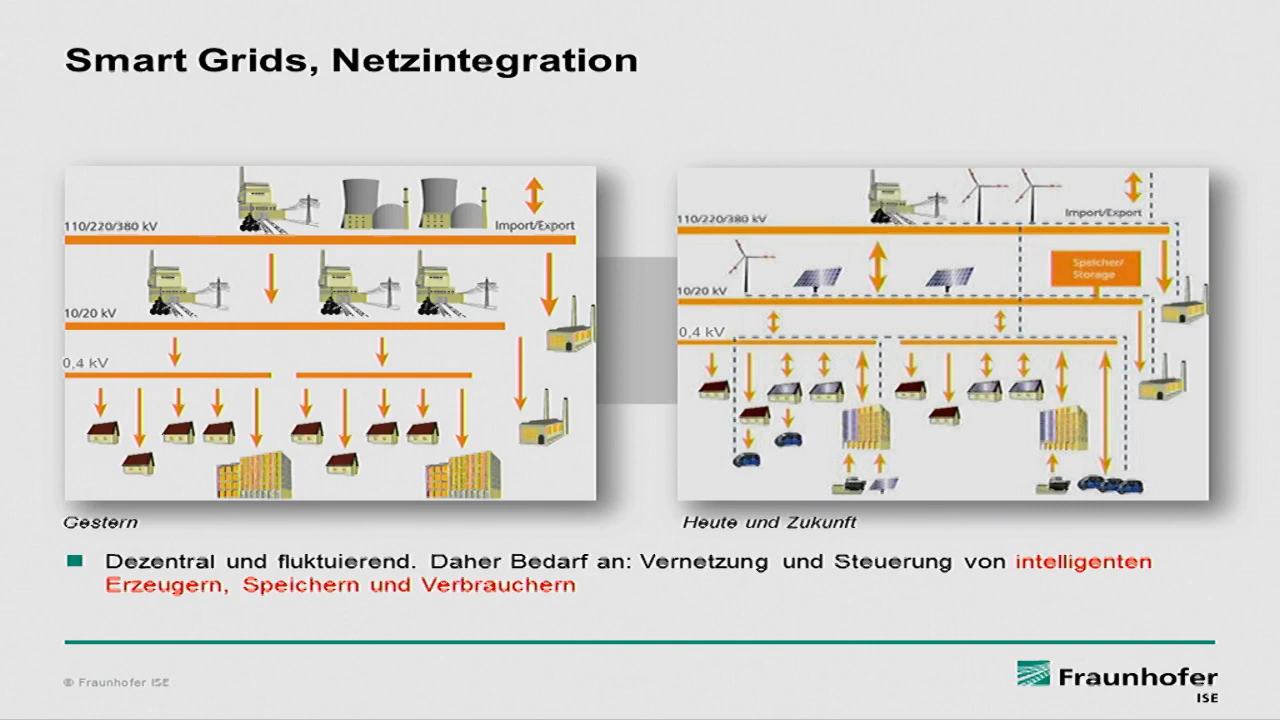 Smart Grids, Netzintegration
110/220/380 kV
Import/Export
10/20 kV
0,4 kV
110/220/380 kV
Import/Export
Speicher/
Storage
10/20 kV
0,4 kV
Gestern
Heute und Zukunft
Dezentral und fluktuierend. Daher Bedarf an: Vernetzung und Steuerung von intelligenten
Erzeugern, Speichern und Verbrauchern
© Fraunhofer ISE
Fraunhofer
ISE